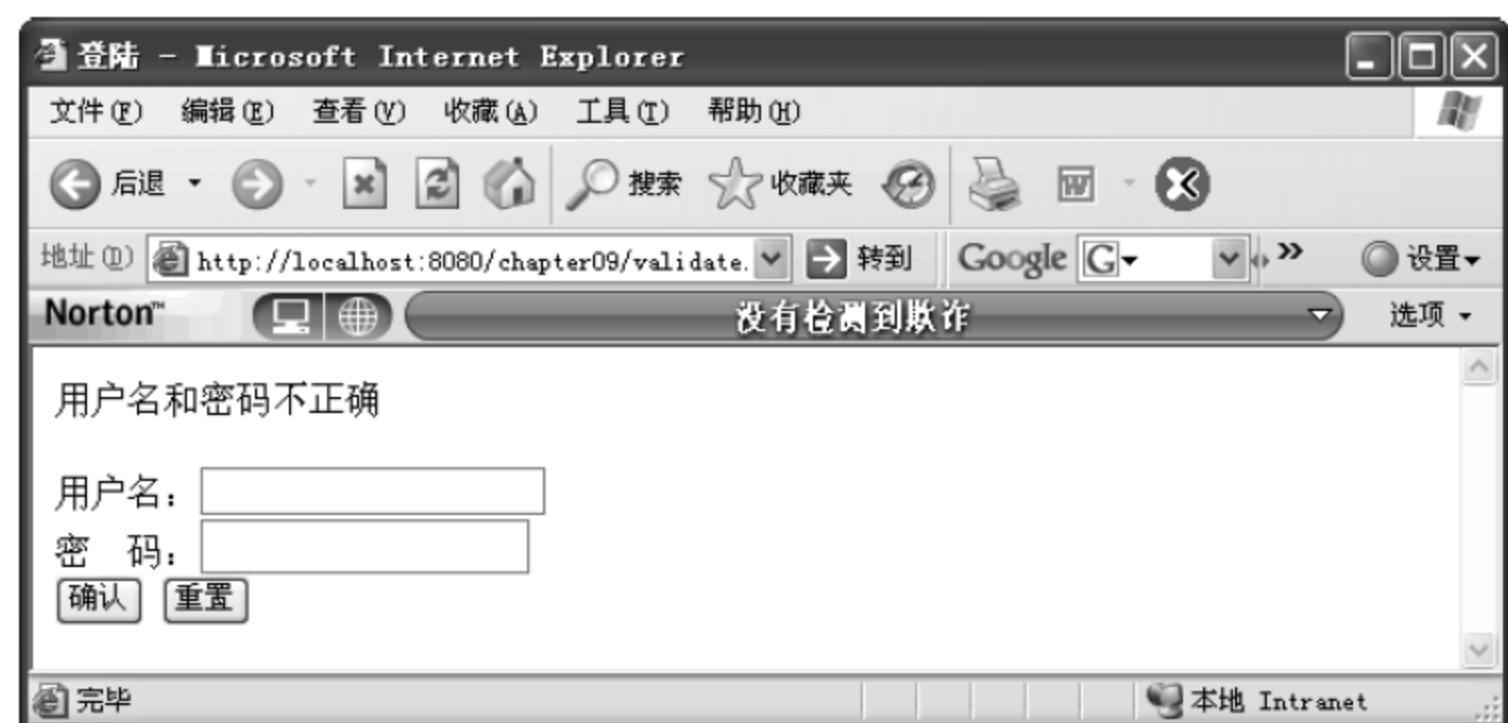 登陆 - Microsoft Internet Explorer
文件(F) 编辑(E) 查看(V) 收藏(A) 工具(T) 帮助(H)
后退 搜索 收藏夹
地址(D) http://localhost:8080/chapter09/validate. 转到 Google G 设置
Norton™ 没有检测到欺诈 选项
用户名和密码不正确
用户名：
密 码：
确认 重置
完毕 本地 Intranet